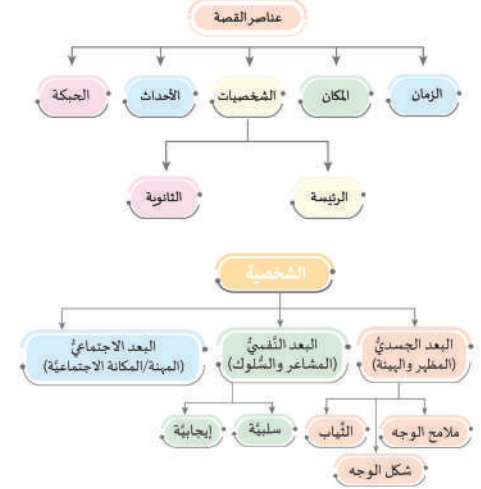 عناصر القصة
الزمان
المكان
الشخصيات
الأحداث
الحبكة
الرئيسة
الثانوية
الشخصية
البعد الجسديُّ
(المظهر والهيئة)
البعد النَّفسيُّ
(المشاعر والسُّلوك)
البعد الاجتماعيُّ
(المهنة/المكانة الاجتماعيَّة)
ملامح الوجه
شكل الوجه
الثِّياب
سلبيَّة
إيجابيَّة